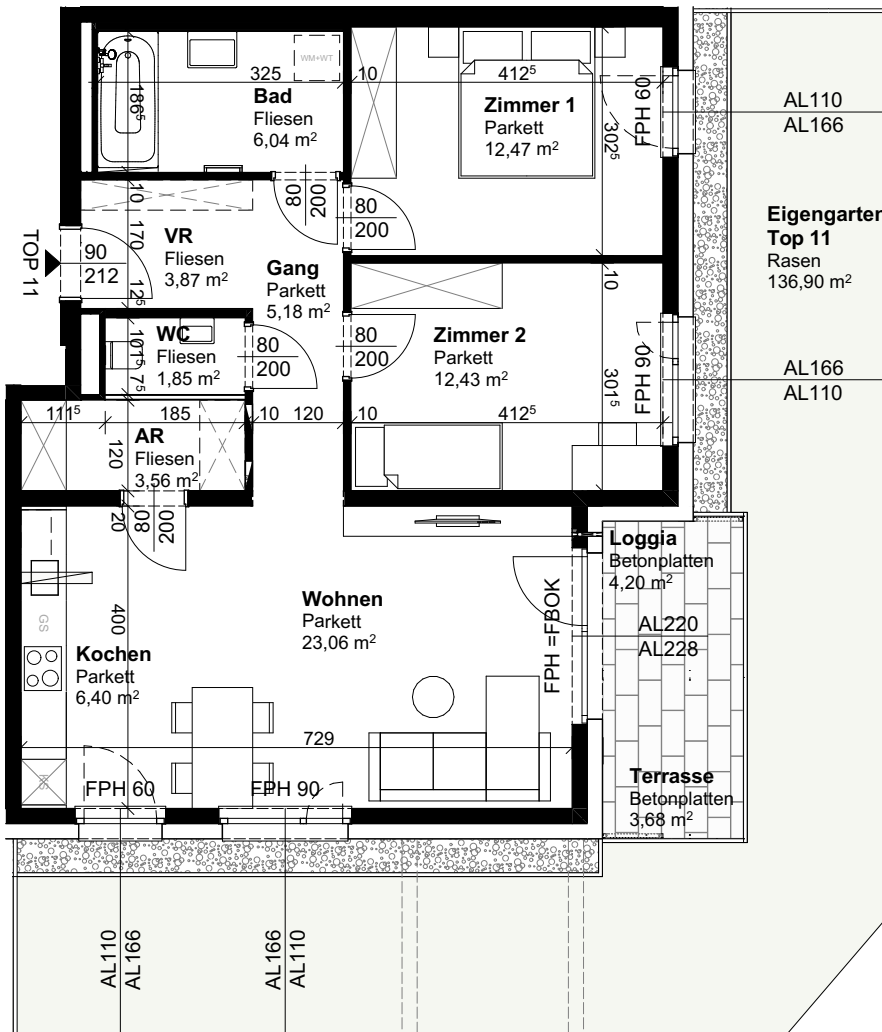 WM+WT
325
10
412⁵
186⁵
Bad
Fliesen
6,04 m²
Zimmer 1
Parkett
12,47 m²
302⁵
FPH 60
AL110
AL166
80
200
10
80
200
TOP 11
90
212
170
VR
Fliesen
3,87 m²
12⁵
Gang
Parkett
5,18 m²
Eigengarten
Top 11
Rasen
136,90 m²
10
WC
Fliesen
1,85 m²
101⁵
7⁵
80
200
80
200
Zimmer 2
Parkett
12,43 m²
301⁵
FPH 90
AL166
AL110
111⁵
185
10
120
10
412⁵
AR
Fliesen
3,56 m²
120
20
80
200
Loggia
Betonplatten
4,20 m²
GS
400
Wohnen
Parkett
23,06 m²
FPH =FBOK
AL220
AL228
Kochen
Parkett
6,40 m²
729
KS
FPH 60
FPH 90
Terrasse
Betonplatten
3,68 m²
AL110
AL166
AL166
AL110